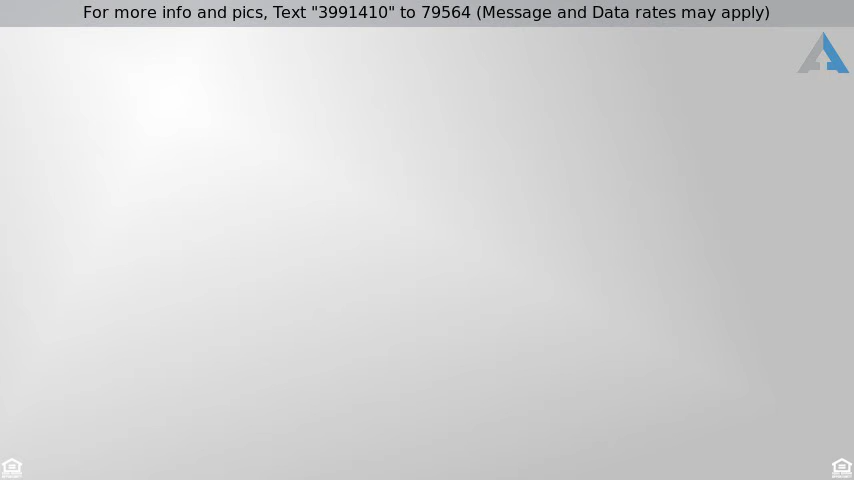 For more info and pics, Text "3991410" to 79564 (Message and Data rates may apply)